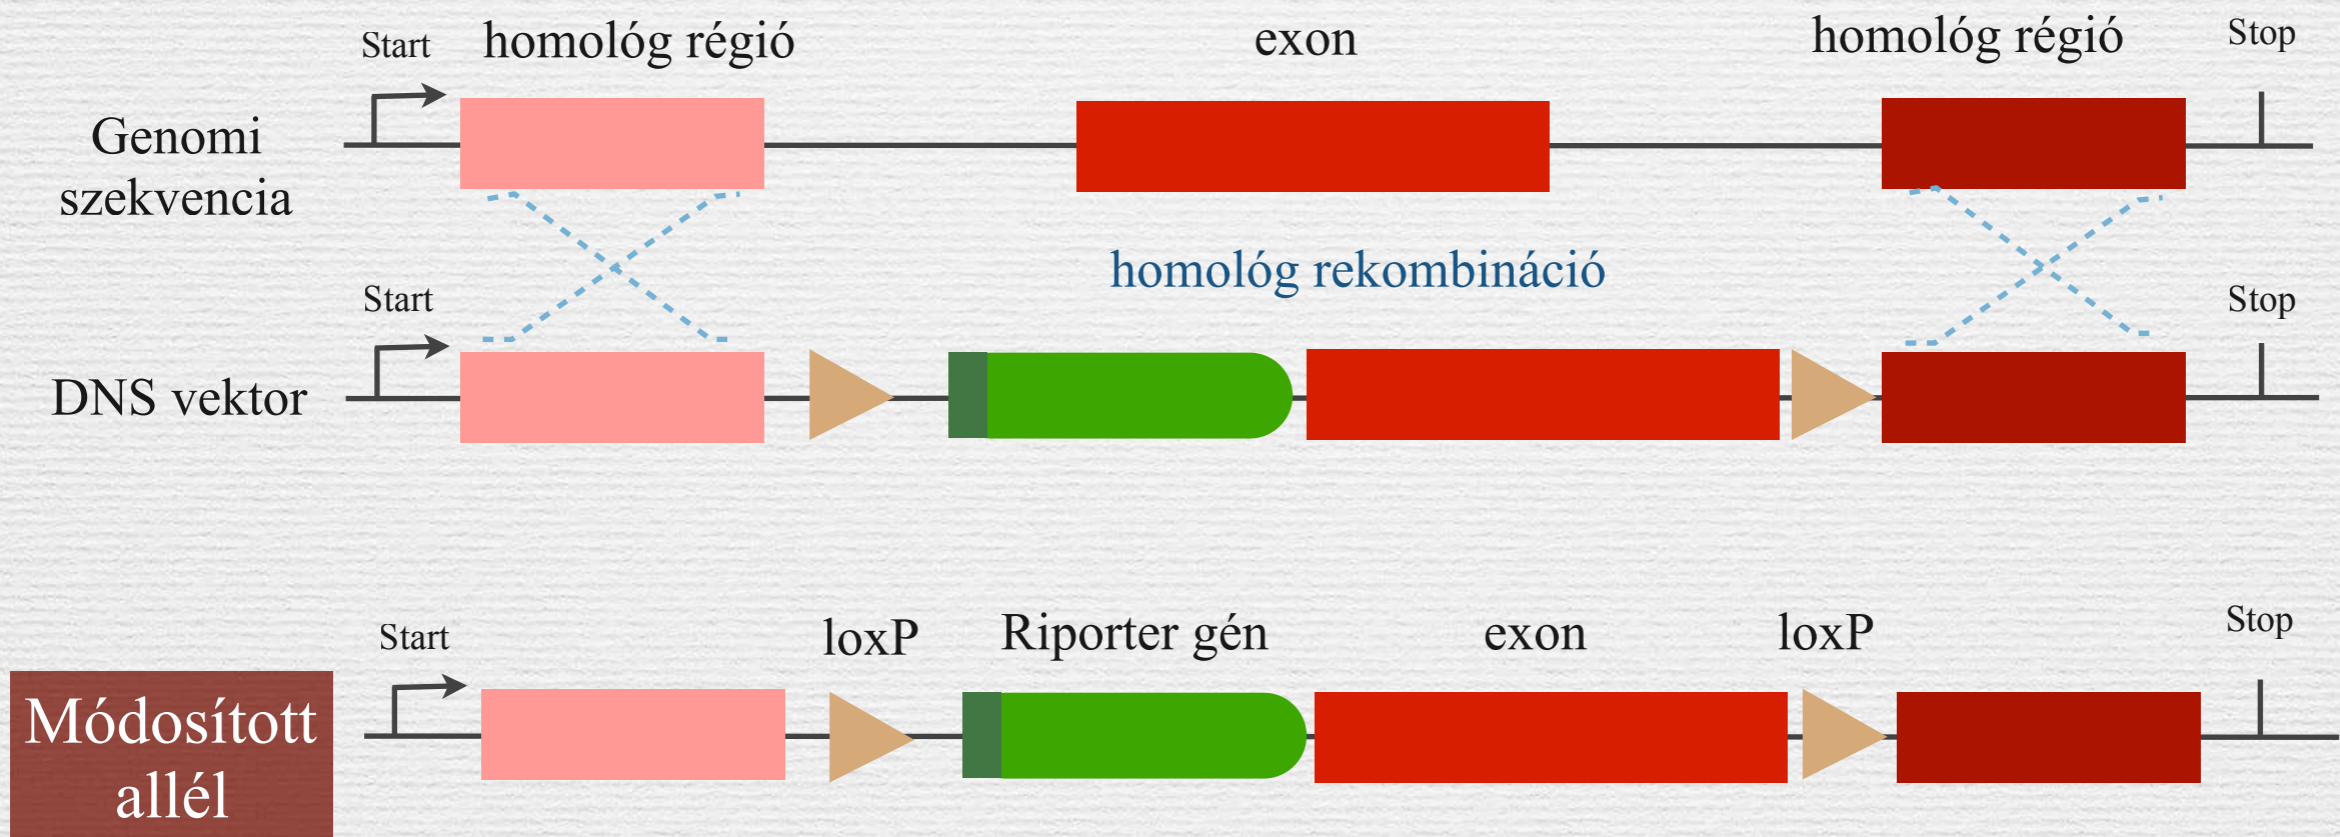 Start
homológ régió
exon
homológ régió
Stop
Genomi
szekvencia
homológ rekombináció
Start
Stop
DNS vektor
Start
loxP
Riporter gén
exon
loxP
Stop
Módosított
allél